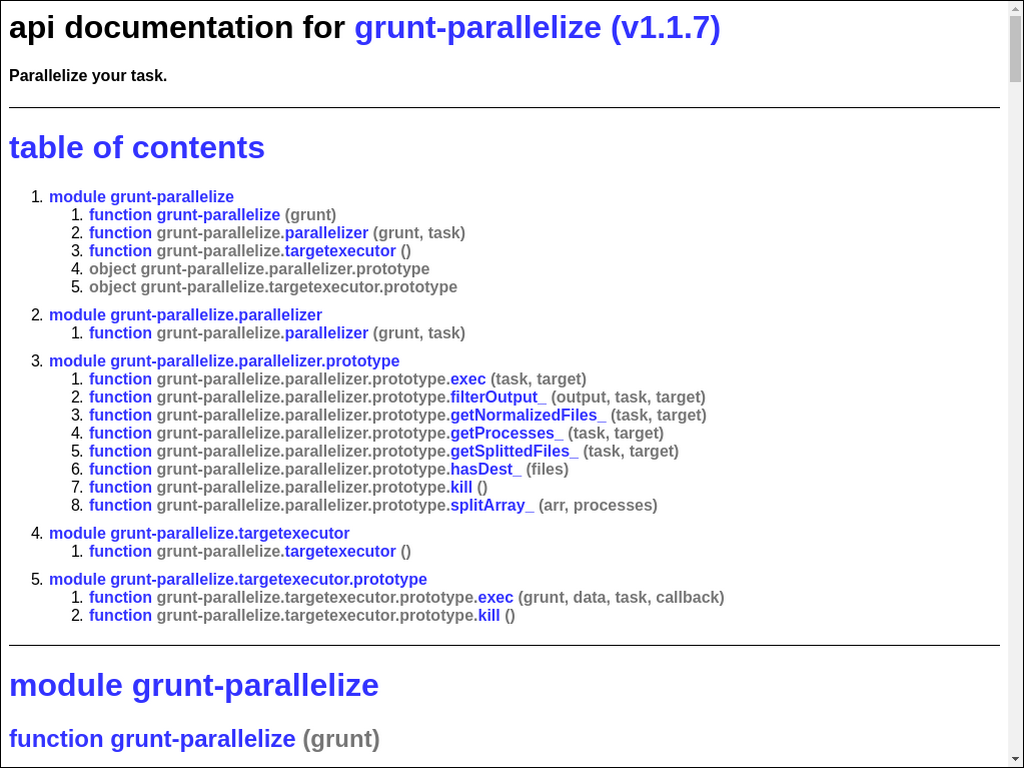 api documentation for grunt-parallelize (v1.1.7)
Parallelize your task.
table of contents
1. module grunt-parallelize
1. function grunt-parallelize (grunt)
2. function grunt-parallelize.parallelizer (grunt, task)
3. function grunt-parallelize.targetexecutor ()
4. object grunt-parallelize.parallelizer.prototype
5. object grunt-parallelize.targetexecutor.prototype
2. module grunt-parallelize.parallelizer
1. function grunt-parallelize.parallelizer (grunt, task)
3. module grunt-parallelize.parallelizer.prototype
1. function grunt-parallelize.parallelizer.prototype.exec (task, target)
2. function grunt-parallelize.parallelizer.prototype.filterOutput_ (output, task, target)
3. function grunt-parallelize.parallelizer.prototype.getNormalizedFiles_ (task, target)
4. function grunt-parallelize.parallelizer.prototype.getProcesses_ (task, target)
5. function grunt-parallelize.parallelizer.prototype.getSplittedFiles_ (task, target)
6. function grunt-parallelize.parallelizer.prototype.hasDest_ (files)
7. function grunt-parallelize.parallelizer.prototype.kill ()
8. function grunt-parallelize.parallelizer.prototype.splitArray_ (arr, processes)
4. module grunt-parallelize.targetexecutor
1. function grunt-parallelize.targetexecutor ()
5. module grunt-parallelize.targetexecutor.prototype
1. function grunt-parallelize.targetexecutor.prototype.exec (grunt, data, task, callback)
2. function grunt-parallelize.targetexecutor.prototype.kill ()
module grunt-parallelize
function grunt-parallelize (grunt)